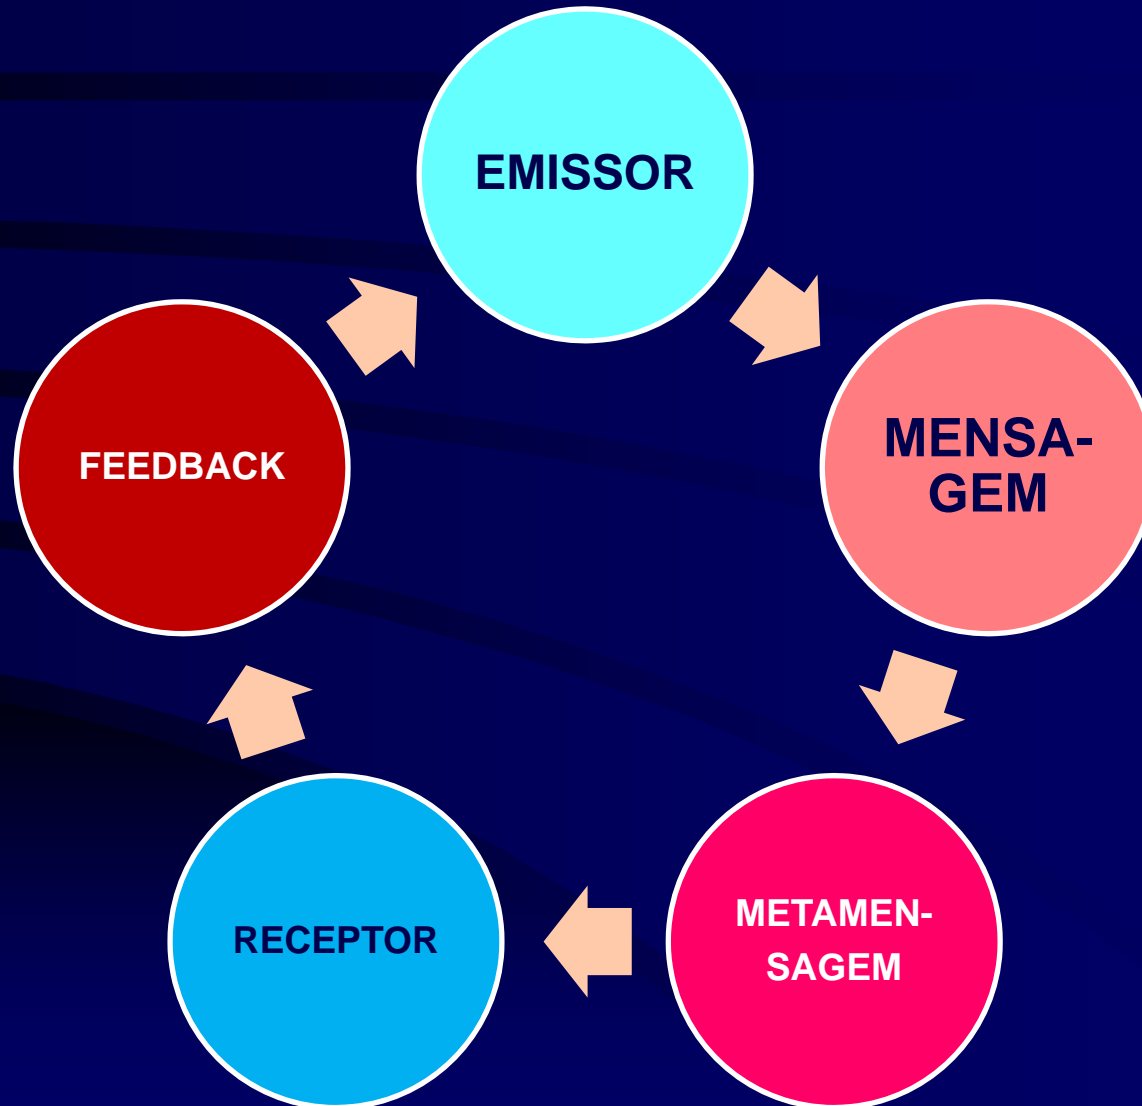 EMISSOR
MENSA-
GEM
METAMEN-
SAGEM
RECEPTOR
FEEDBACK